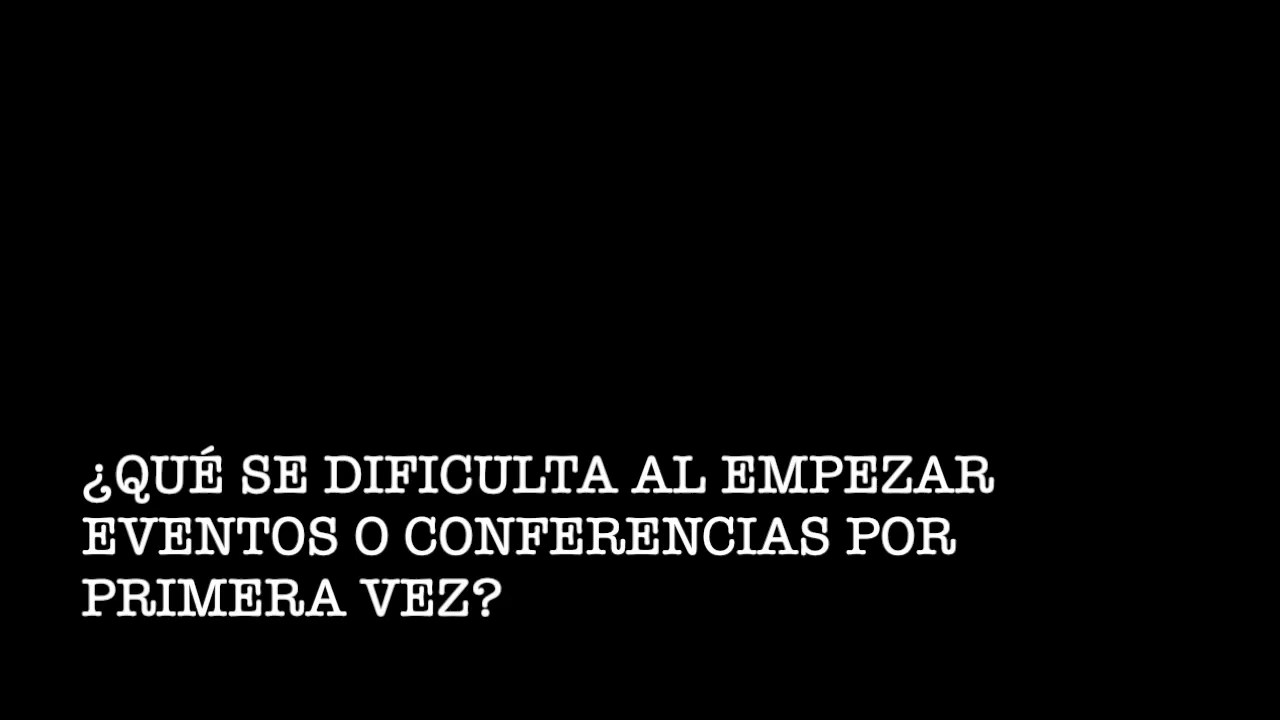 ¿QUÉ SE DIFICULTA AL EMPEZAR
EVENTOS O CONFERENCIAS POR
PRIMERA VEZ?